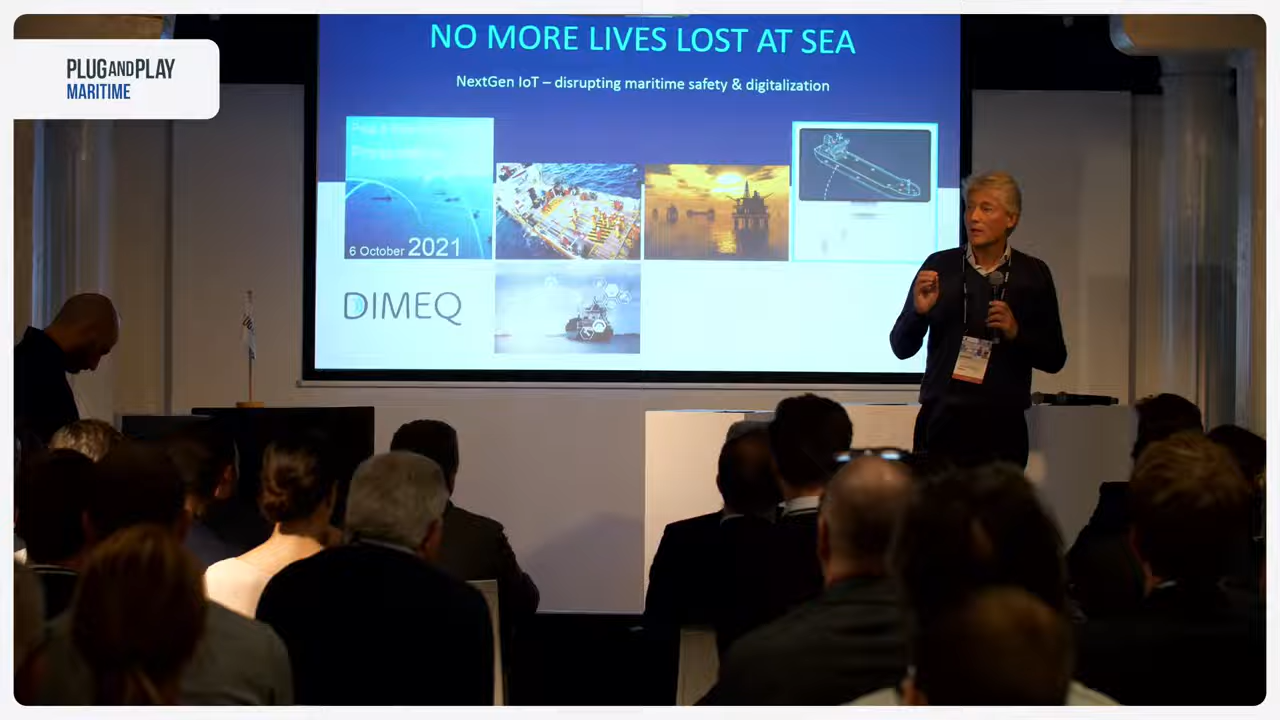 PLUGANDPLAY
MARITIME
NO MORE LIVES LOST AT SEA
NextGen IoT – disrupting maritime safety & digitalization
6 October 2021
DIMEQ